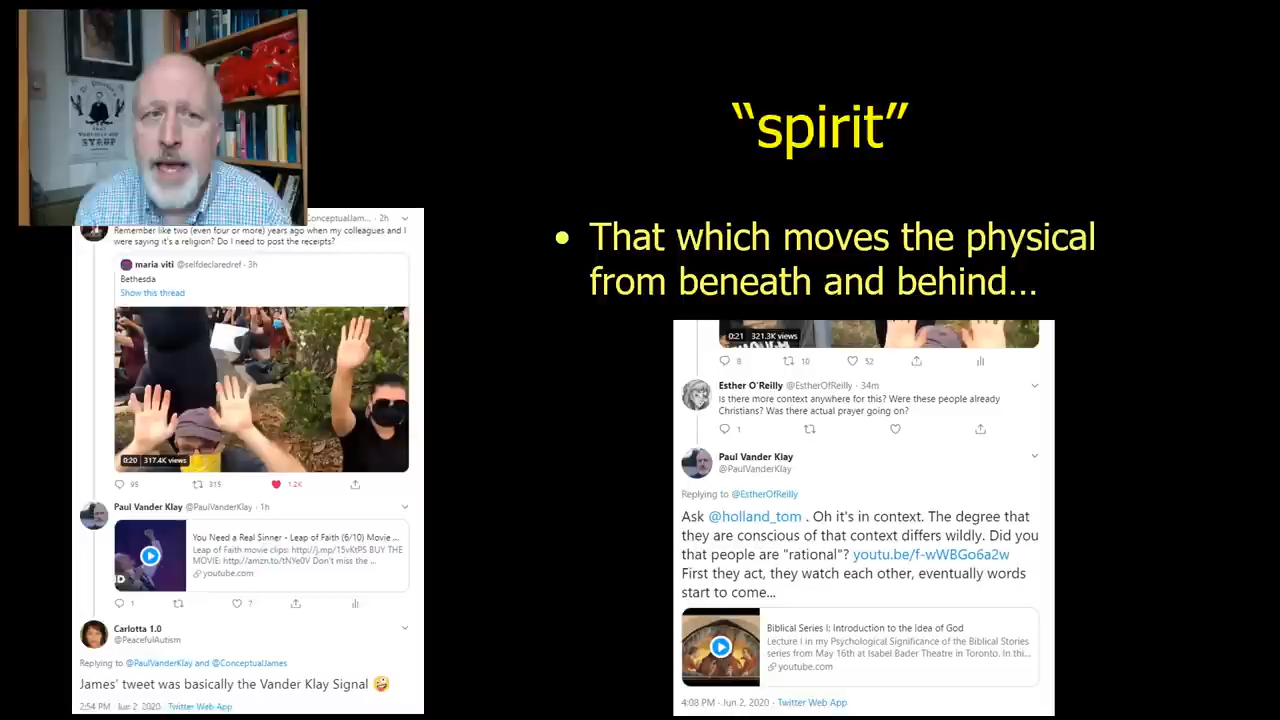 “spirit”
• That which moves the physical
from beneath and behind...
SYRUP
ConceptualJam... · 2h
Remember like two (even four or more) years ago when my colleagues and I
were saying it's a religion? Do I need to post the receipts?
maria viti @selfdeclaredref · 3h
Bethesda
Show this thread
0:20 317.4K views
95 315 1.2K
Paul Vander Klay @PaulVanderKlay · 1h
You Need a Real Sinner - Leap of Faith (6/10) Movie ...
Leap of Faith movie clips: http://j.mp/15vKtPS BUY THE
MOVIE: http://amzn.to/tNYe0V Don't miss the ...
youtube.com
1 7
Carlotta 1.0
@PeacefulAutism
Replying to @PaulVanderKlay and @ConceptualJames
James' tweet was basically the Vander Klay Signal 🤪
2:54 PM · Jun 2, 2020 · Twitter Web App
0:21 321.3K views
8 10 52
Esther O'Reilly @EstherOfReilly · 34m
Is there more context anywhere for this? Were these people already
Christians? Was there actual prayer going on?
1
Paul Vander Klay
@PaulVanderKlay
Replying to @EstherOfReilly
Ask @holland_tom . Oh it's in context. The degree that
they are conscious of that context differs wildly. Did you
that people are "rational"? youtu.be/f-wWBGo6a2w
First they act, they watch each other, eventually words
start to come...
Biblical Series I: Introduction to the Idea of God
Lecture I in my Psychological Significance of the Biblical Stories
series from May 16th at Isabel Bader Theatre in Toronto. In thi...
youtube.com
4:08 PM · Jun 2, 2020 · Twitter Web App